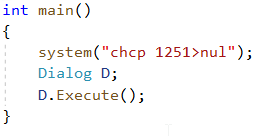 int main()
{
    system("chcp 1251>nul");
    Dialog D;
    D.Execute();
}